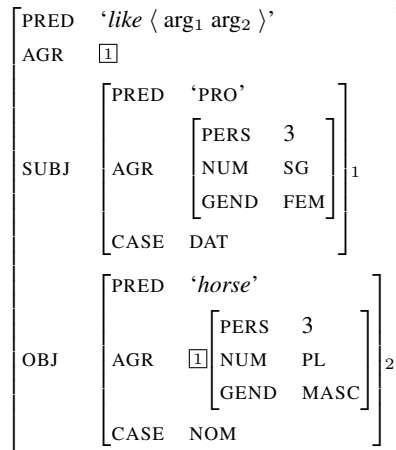 PRED ‘like ⟨ arg₁ arg₂ ⟩’
AGR 1
SUBJ
PRED ‘PRO’
AGR
PERS 3
NUM SG
GEND FEM
CASE DAT
1
OBJ
PRED ‘horse’
AGR 1
PERS 3
NUM PL
GEND MASC
CASE NOM
2